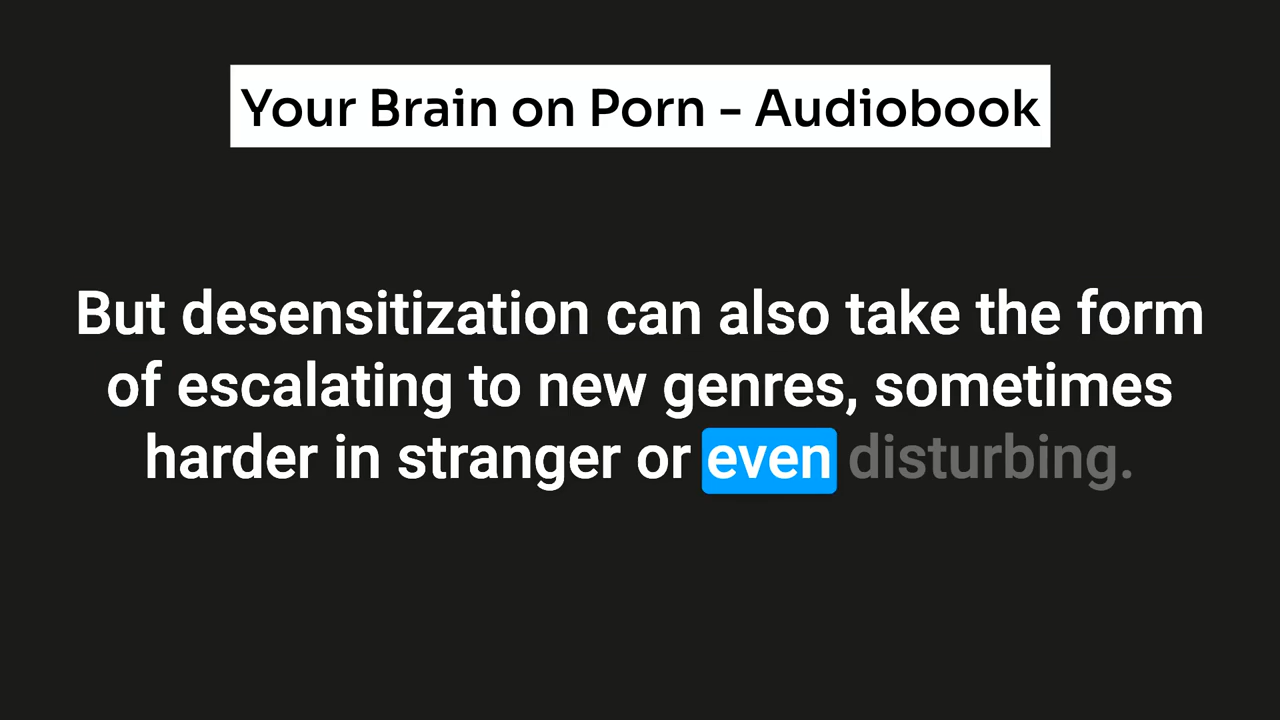 Your Brain on Porn - Audiobook
But desensitization can also take the form
of escalating to new genres, sometimes
harder in stranger or even disturbing.